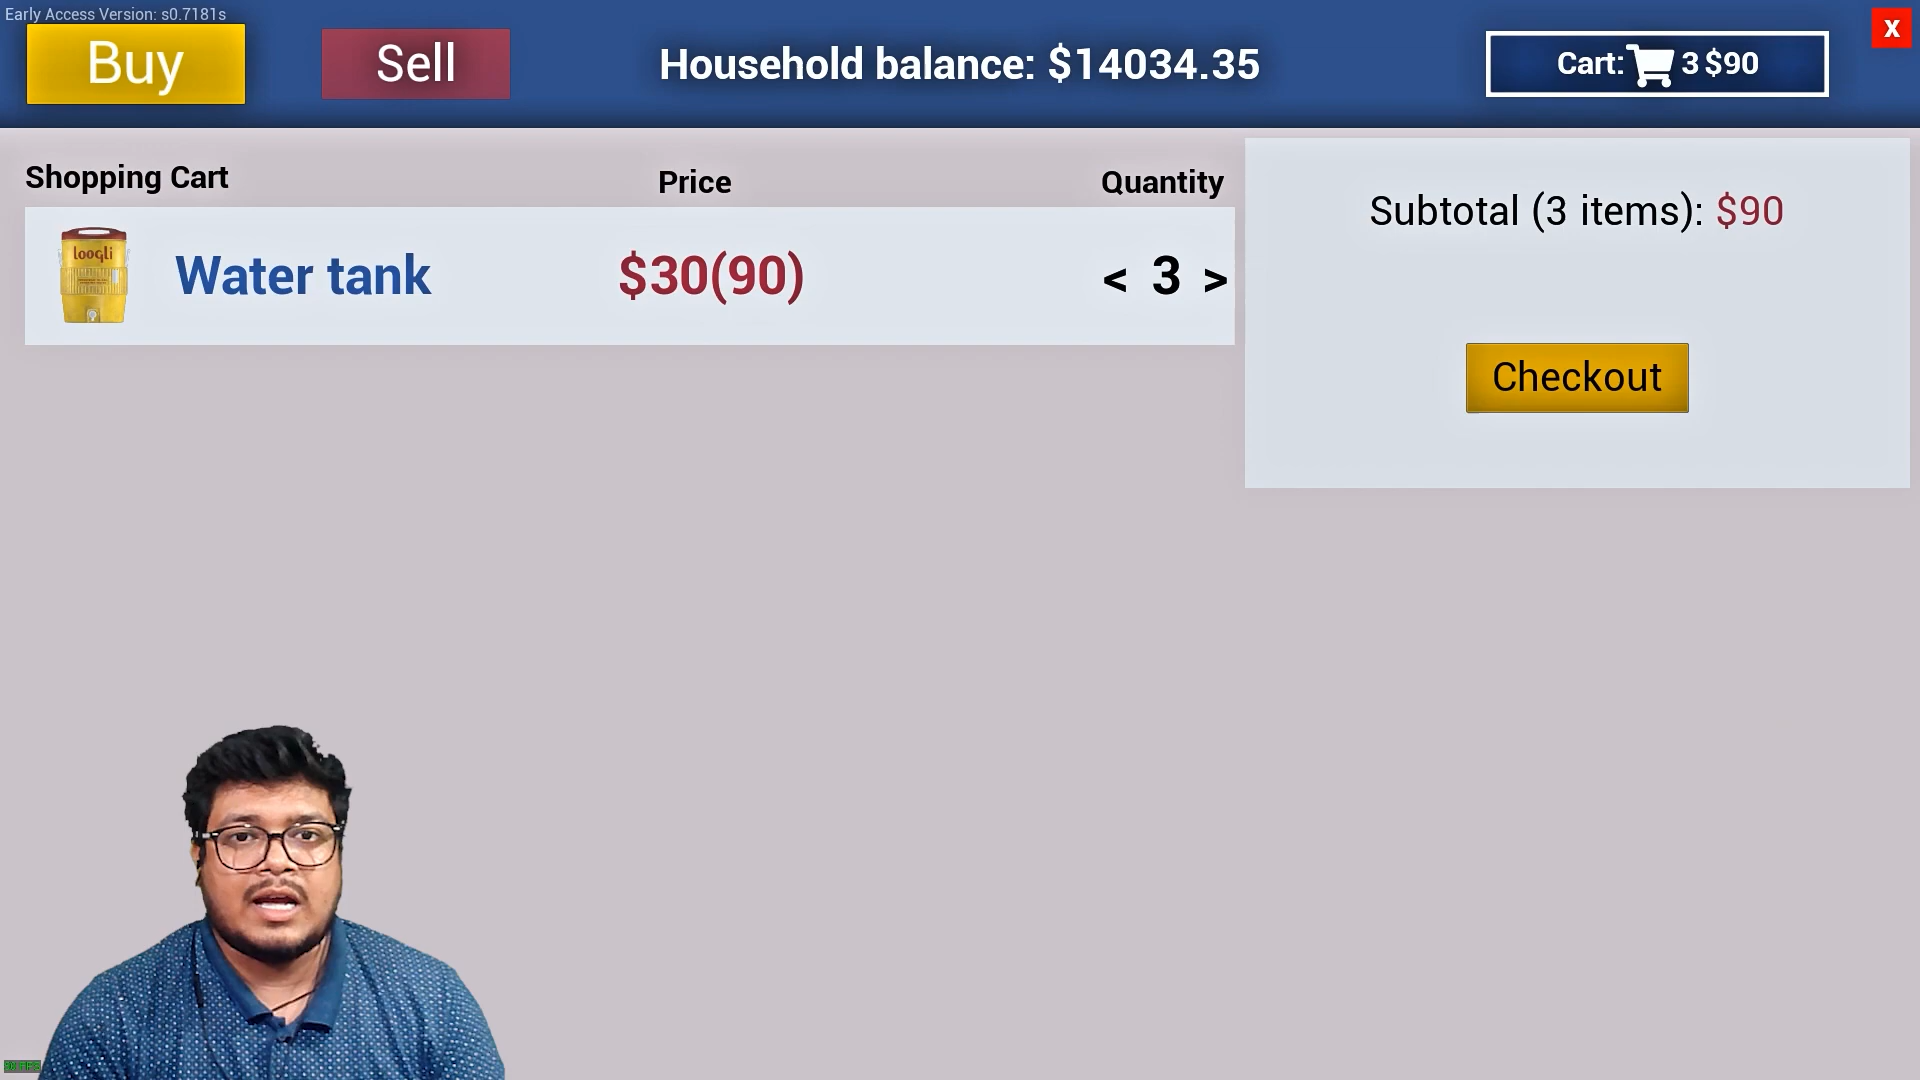 Early Access Version: s0.7181s
Buy
Sell
Household balance: $14034.35
Cart: 3 $90
X
Shopping Cart
Price
Quantity
loogli
Water tank
$30(90)
< 3 >
Subtotal (3 items): $90
Checkout